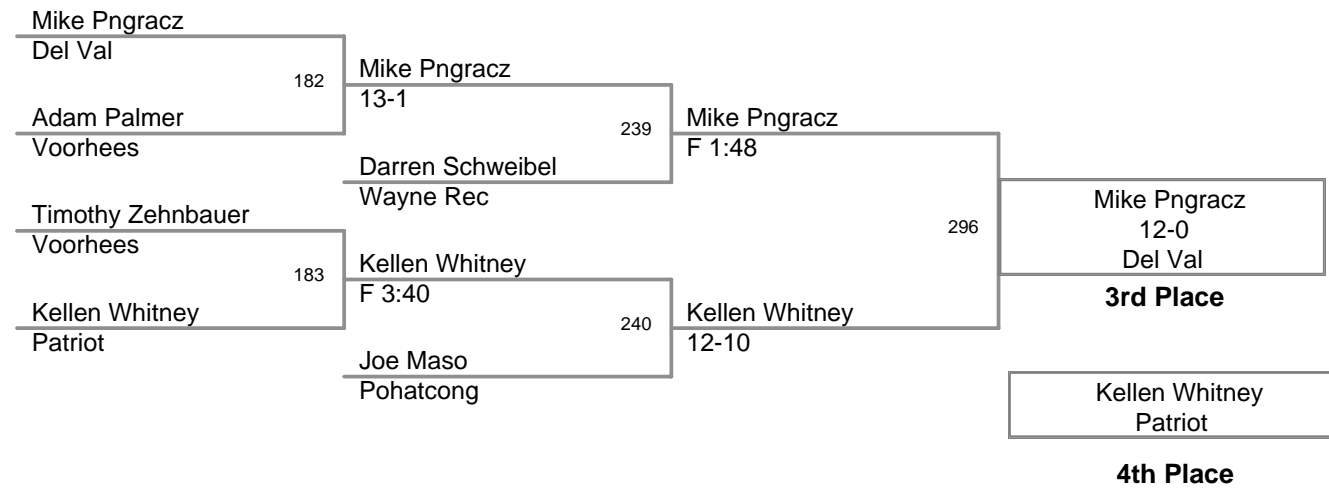 Mike Pngracz
Del Val
182
Adam Palmer
Voorhees
Timothy Zehnbauer
Voorhees
183
Kellen Whitney
Patriot
Mike Pngracz
13-1
239
Darren Schweibel
Wayne Rec
Kellen Whitney
F 3:40
240
Joe Maso
Pohatcong
Mike Pngracz
F 1:48
296
Kellen Whitney
12-10
Mike Pngracz
12-0
Del Val
3rd Place
Kellen Whitney
Patriot
4th Place